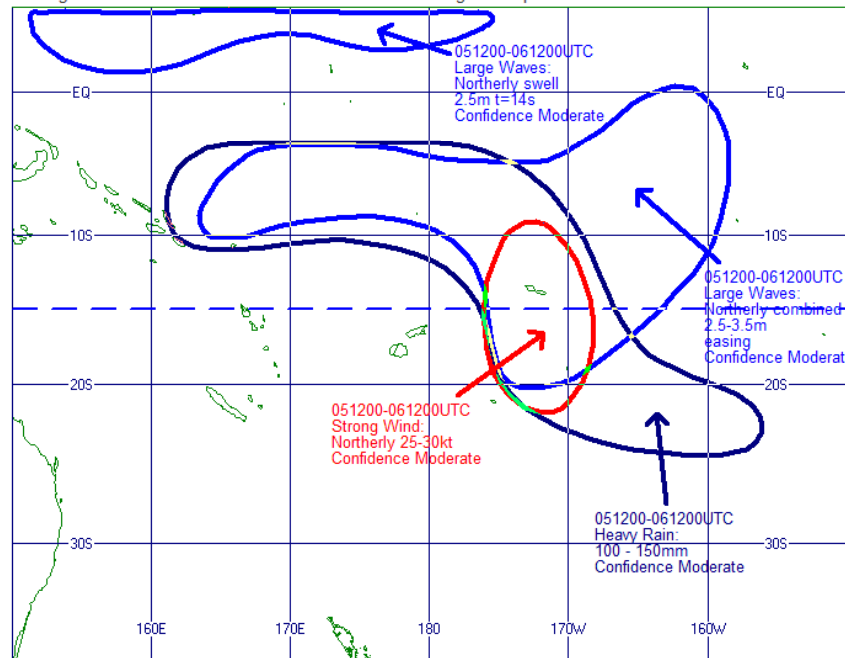 051200-061200UTC
Large Waves:
Northerly swell
2.5m t=14s
Confidence Moderate
EQ
EQ
10S
10S
051200-061200UTC
Large Waves:
Northerly combined
2.5-3.5m
easing
Confidence Moderat
20S
20S
051200-061200UTC
Strong Wind:
Northerly 25-30kt
Confidence Moderate
051200-061200UTC
Heavy Rain:
100 - 150mm
Confidence Moderate
30S
30S
160E
170E
180
170W
160W